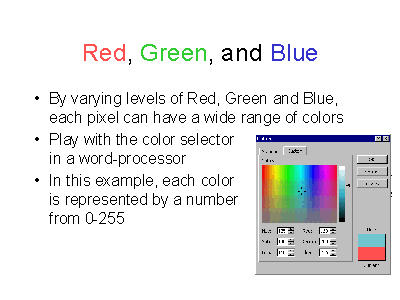 Red, Green, and Blue
• By varying levels of Red, Green and Blue,
each pixel can have a wide range of colors
• Play with the color selector
in a word-processor
• In this example, each color
is represented by a number
from 0-255
Custom
OK